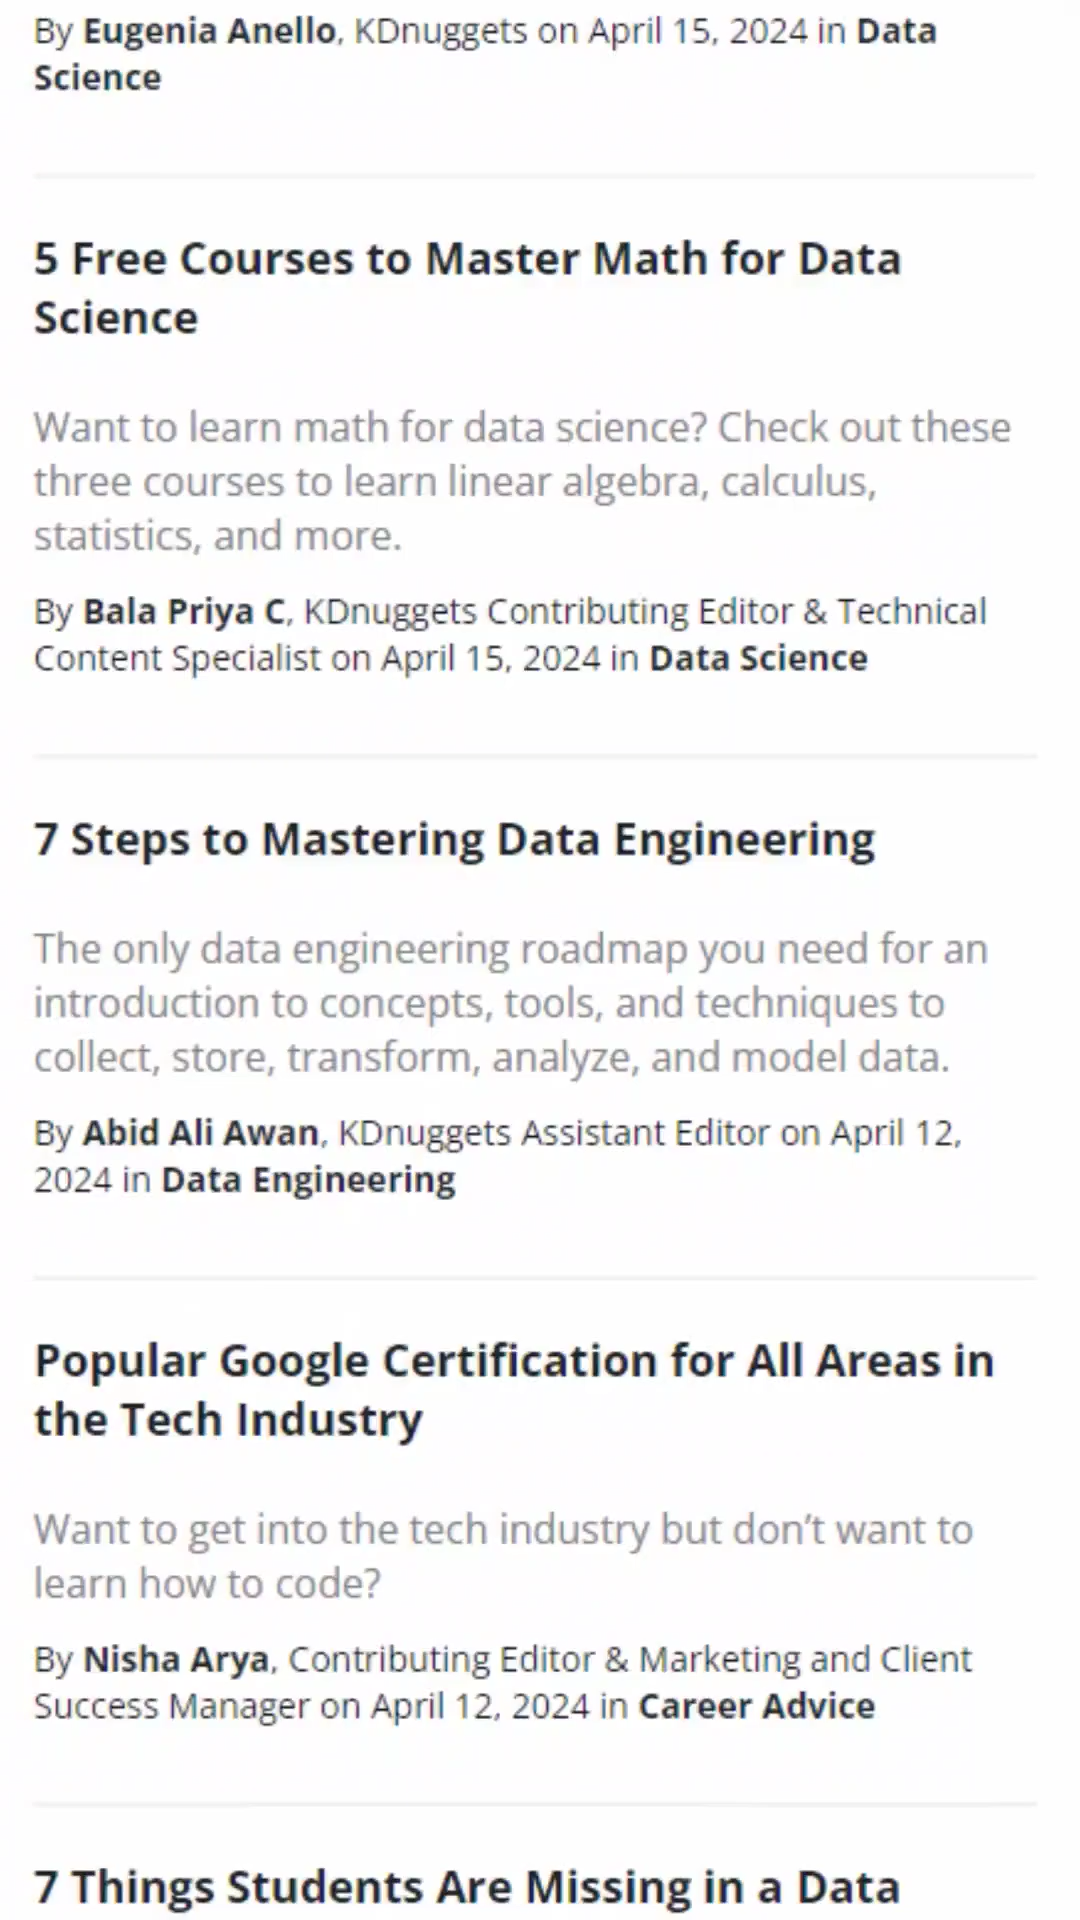 By Eugenia Anello, KDnuggets on April 15, 2024 in Data
Science
5 Free Courses to Master Math for Data
Science
Want to learn math for data science? Check out these
three courses to learn linear algebra, calculus,
statistics, and more.
By Bala Priya C, KDnuggets Contributing Editor & Technical
Content Specialist on April 15, 2024 in Data Science
7 Steps to Mastering Data Engineering
The only data engineering roadmap you need for an
introduction to concepts, tools, and techniques to
collect, store, transform, analyze, and model data.
By Abid Ali Awan, KDnuggets Assistant Editor on April 12,
2024 in Data Engineering
Popular Google Certification for All Areas in
the Tech Industry
Want to get into the tech industry but don’t want to
learn how to code?
By Nisha Arya, Contributing Editor & Marketing and Client
Success Manager on April 12, 2024 in Career Advice
7 Things Students Are Missing in a Data